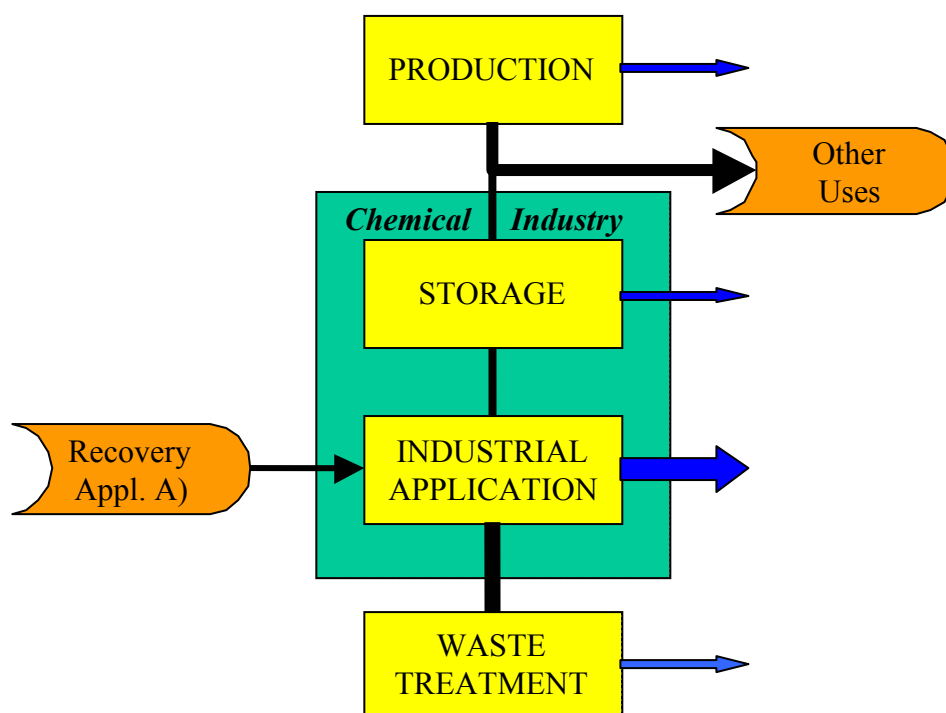 PRODUCTION
Other
Uses
Chemical Industry
STORAGE
Recovery
Appl. A)
INDUSTRIAL
APPLICATION
WASTE
TREATMENT